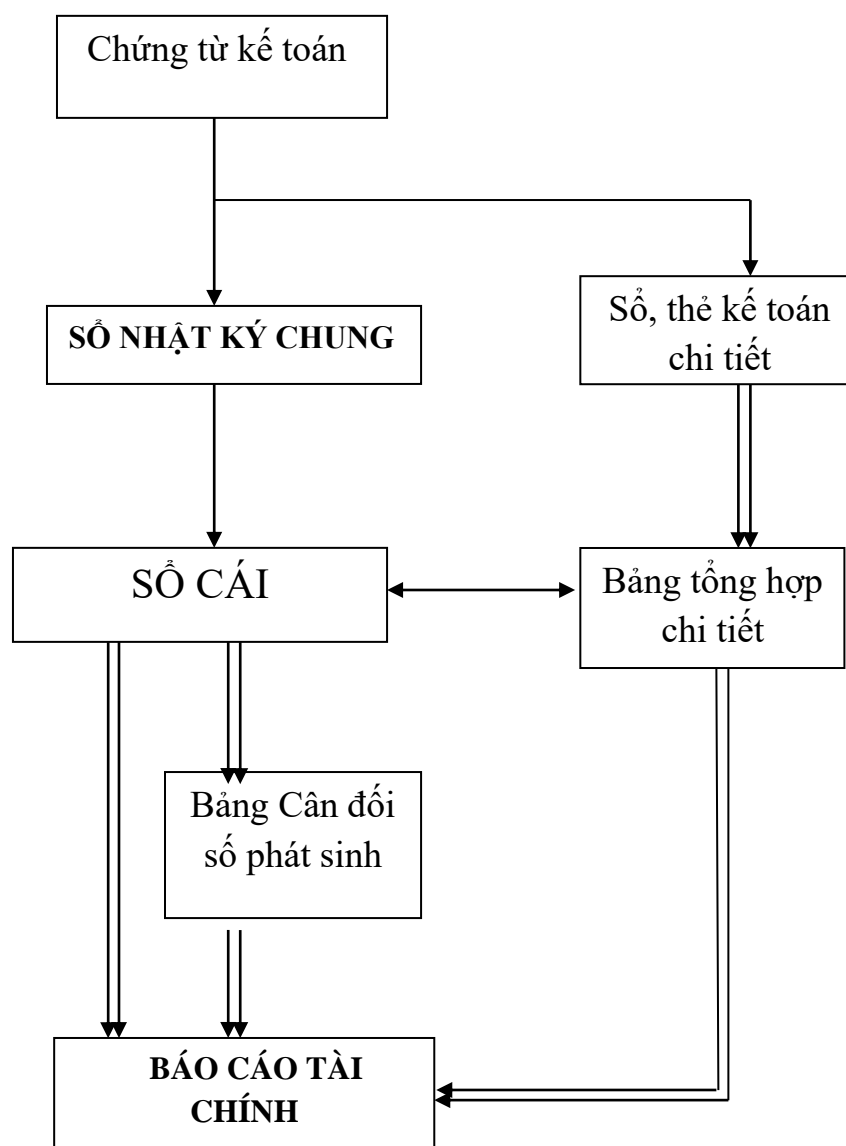 Chứng từ kế toán
SỔ NHẬT KÝ CHUNG
Sổ, thẻ kế toán
chi tiết
SỔ CÁI
Bảng tổng hợp
chi tiết
Bảng Cân đối
số phát sinh
BÁO CÁO TÀI
CHÍNH